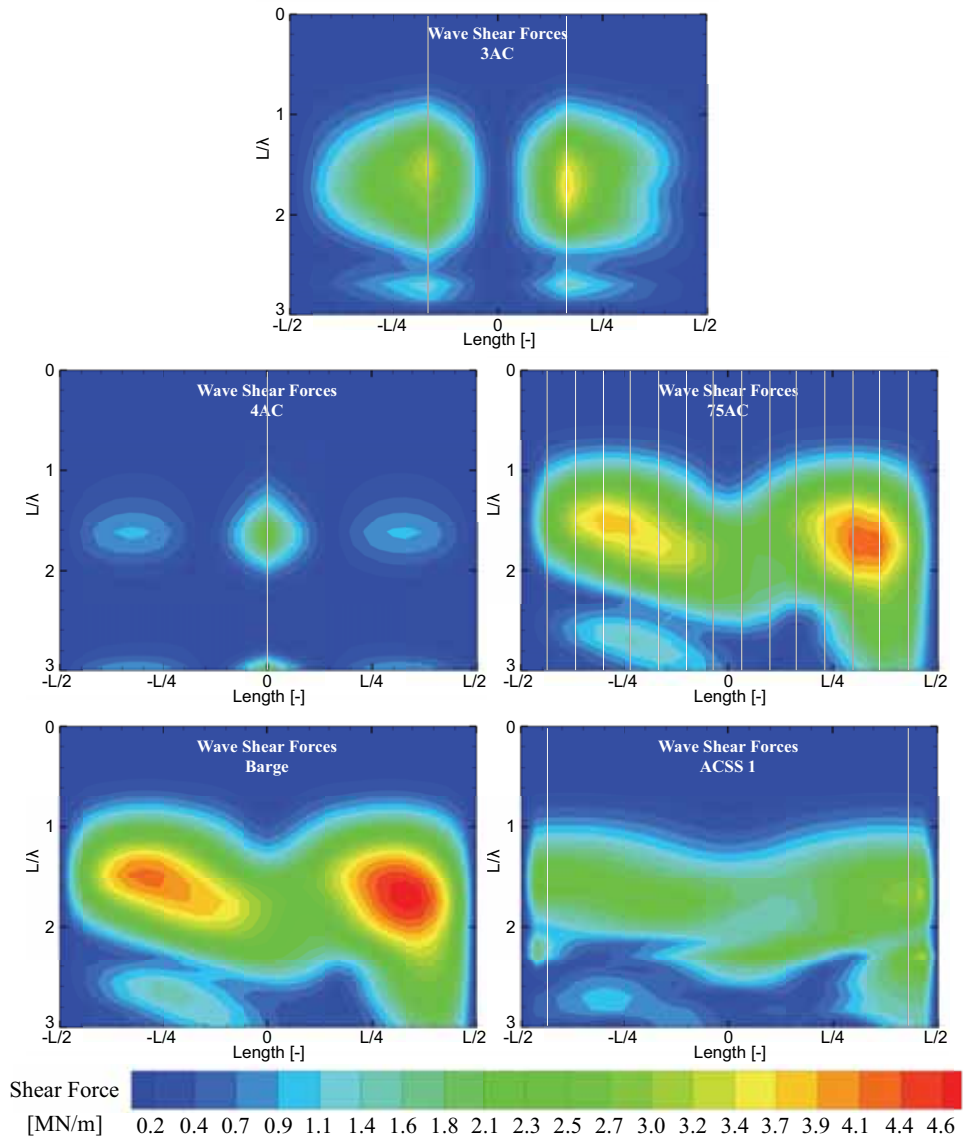 Wave Shear Forces
3AC
0
1
2
3
L/λ
-L/2 -L/4 0 L/4 L/2
Length [-]
Wave Shear Forces
4AC
0
1
2
3
L/λ
-L/2 -L/4 0 L/4 L/2
Length [-]
Wave Shear Forces
75AC
0
1
2
3
L/λ
-L/2 -L/4 0 L/4 L/2
Length [-]
Wave Shear Forces
Barge
0
1
2
3
L/λ
-L/2 -L/4 0 L/4 L/2
Length [-]
Wave Shear Forces
ACSS 1
0
1
2
3
L/λ
-L/2 -L/4 0 L/4 L/2
Length [-]
Shear Force
[MN/m] 0.2 0.4 0.7 0.9 1.1 1.4 1.6 1.8 2.1 2.3 2.5 2.7 3.0 3.2 3.4 3.7 3.9 4.1 4.4 4.6